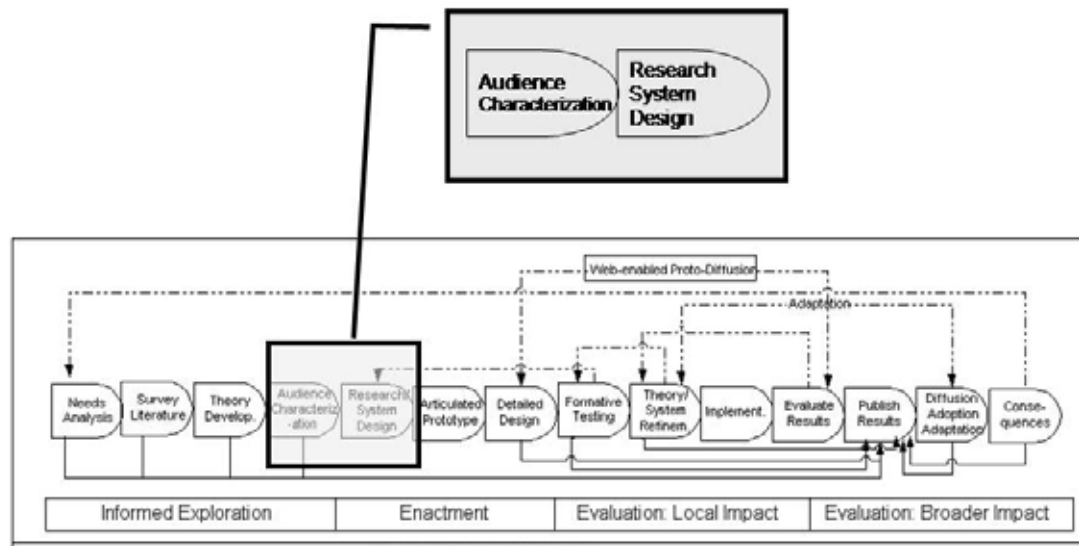 Audience
Characterization
Research
System
Design
Web-enabled Proto-Diffusion
Adaptation
Needs
Analysis
Survey
Literature
Theory
Develop.
Audience
Characteriz
-ation
Research/
System
Design
Articulated
Prototype
Detailed
Design
Formative
Testing
Theory/
System
Refinem.
Implement.
Evaluate
Results
Publish
Results
Diffusion
Adoption
Adaptation
Conse-
quences
Informed Exploration
Enactment
Evaluation: Local Impact
Evaluation: Broader Impact